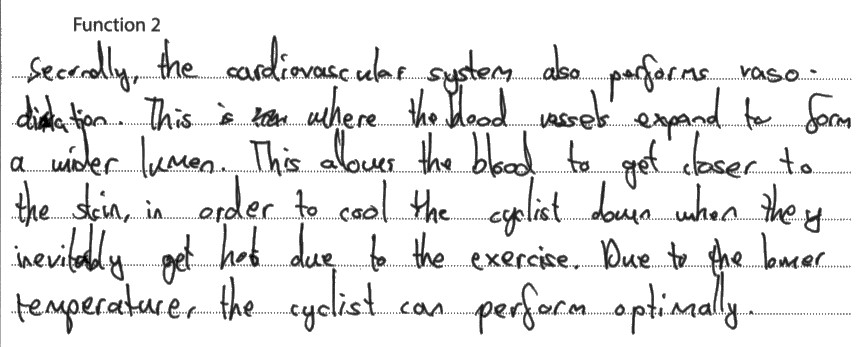 Function 2
Secondly, the cardiovascular system also performs vaso-
dilation. This is where the blood vessels expand to form
a wider lumen. This allows the blood to get closer to
the skin, in order to cool the cyclist down when they
inevitably get hot due to the exercise. Due to the lower
temperature, the cyclist can perform optimally.